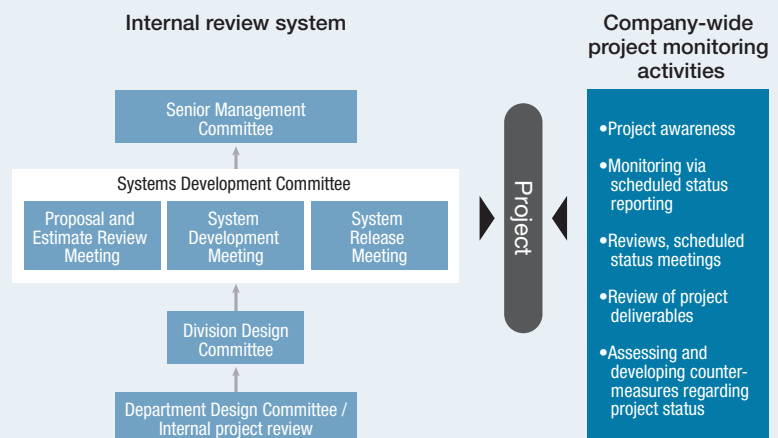 Internal review system
Senior Management
Committee
Systems Development Committee
Proposal and
Estimate Review
Meeting
System
Development
Meeting
System
Release
Meeting
Division Design
Committee
Department Design Committee /
Internal project review
Project
Company-wide
project monitoring
activities
•Project awareness
•Monitoring via
scheduled status
reporting
•Reviews, scheduled
status meetings
•Review of project
deliverables
•Assessing and
developing counter-
measures regarding
project status